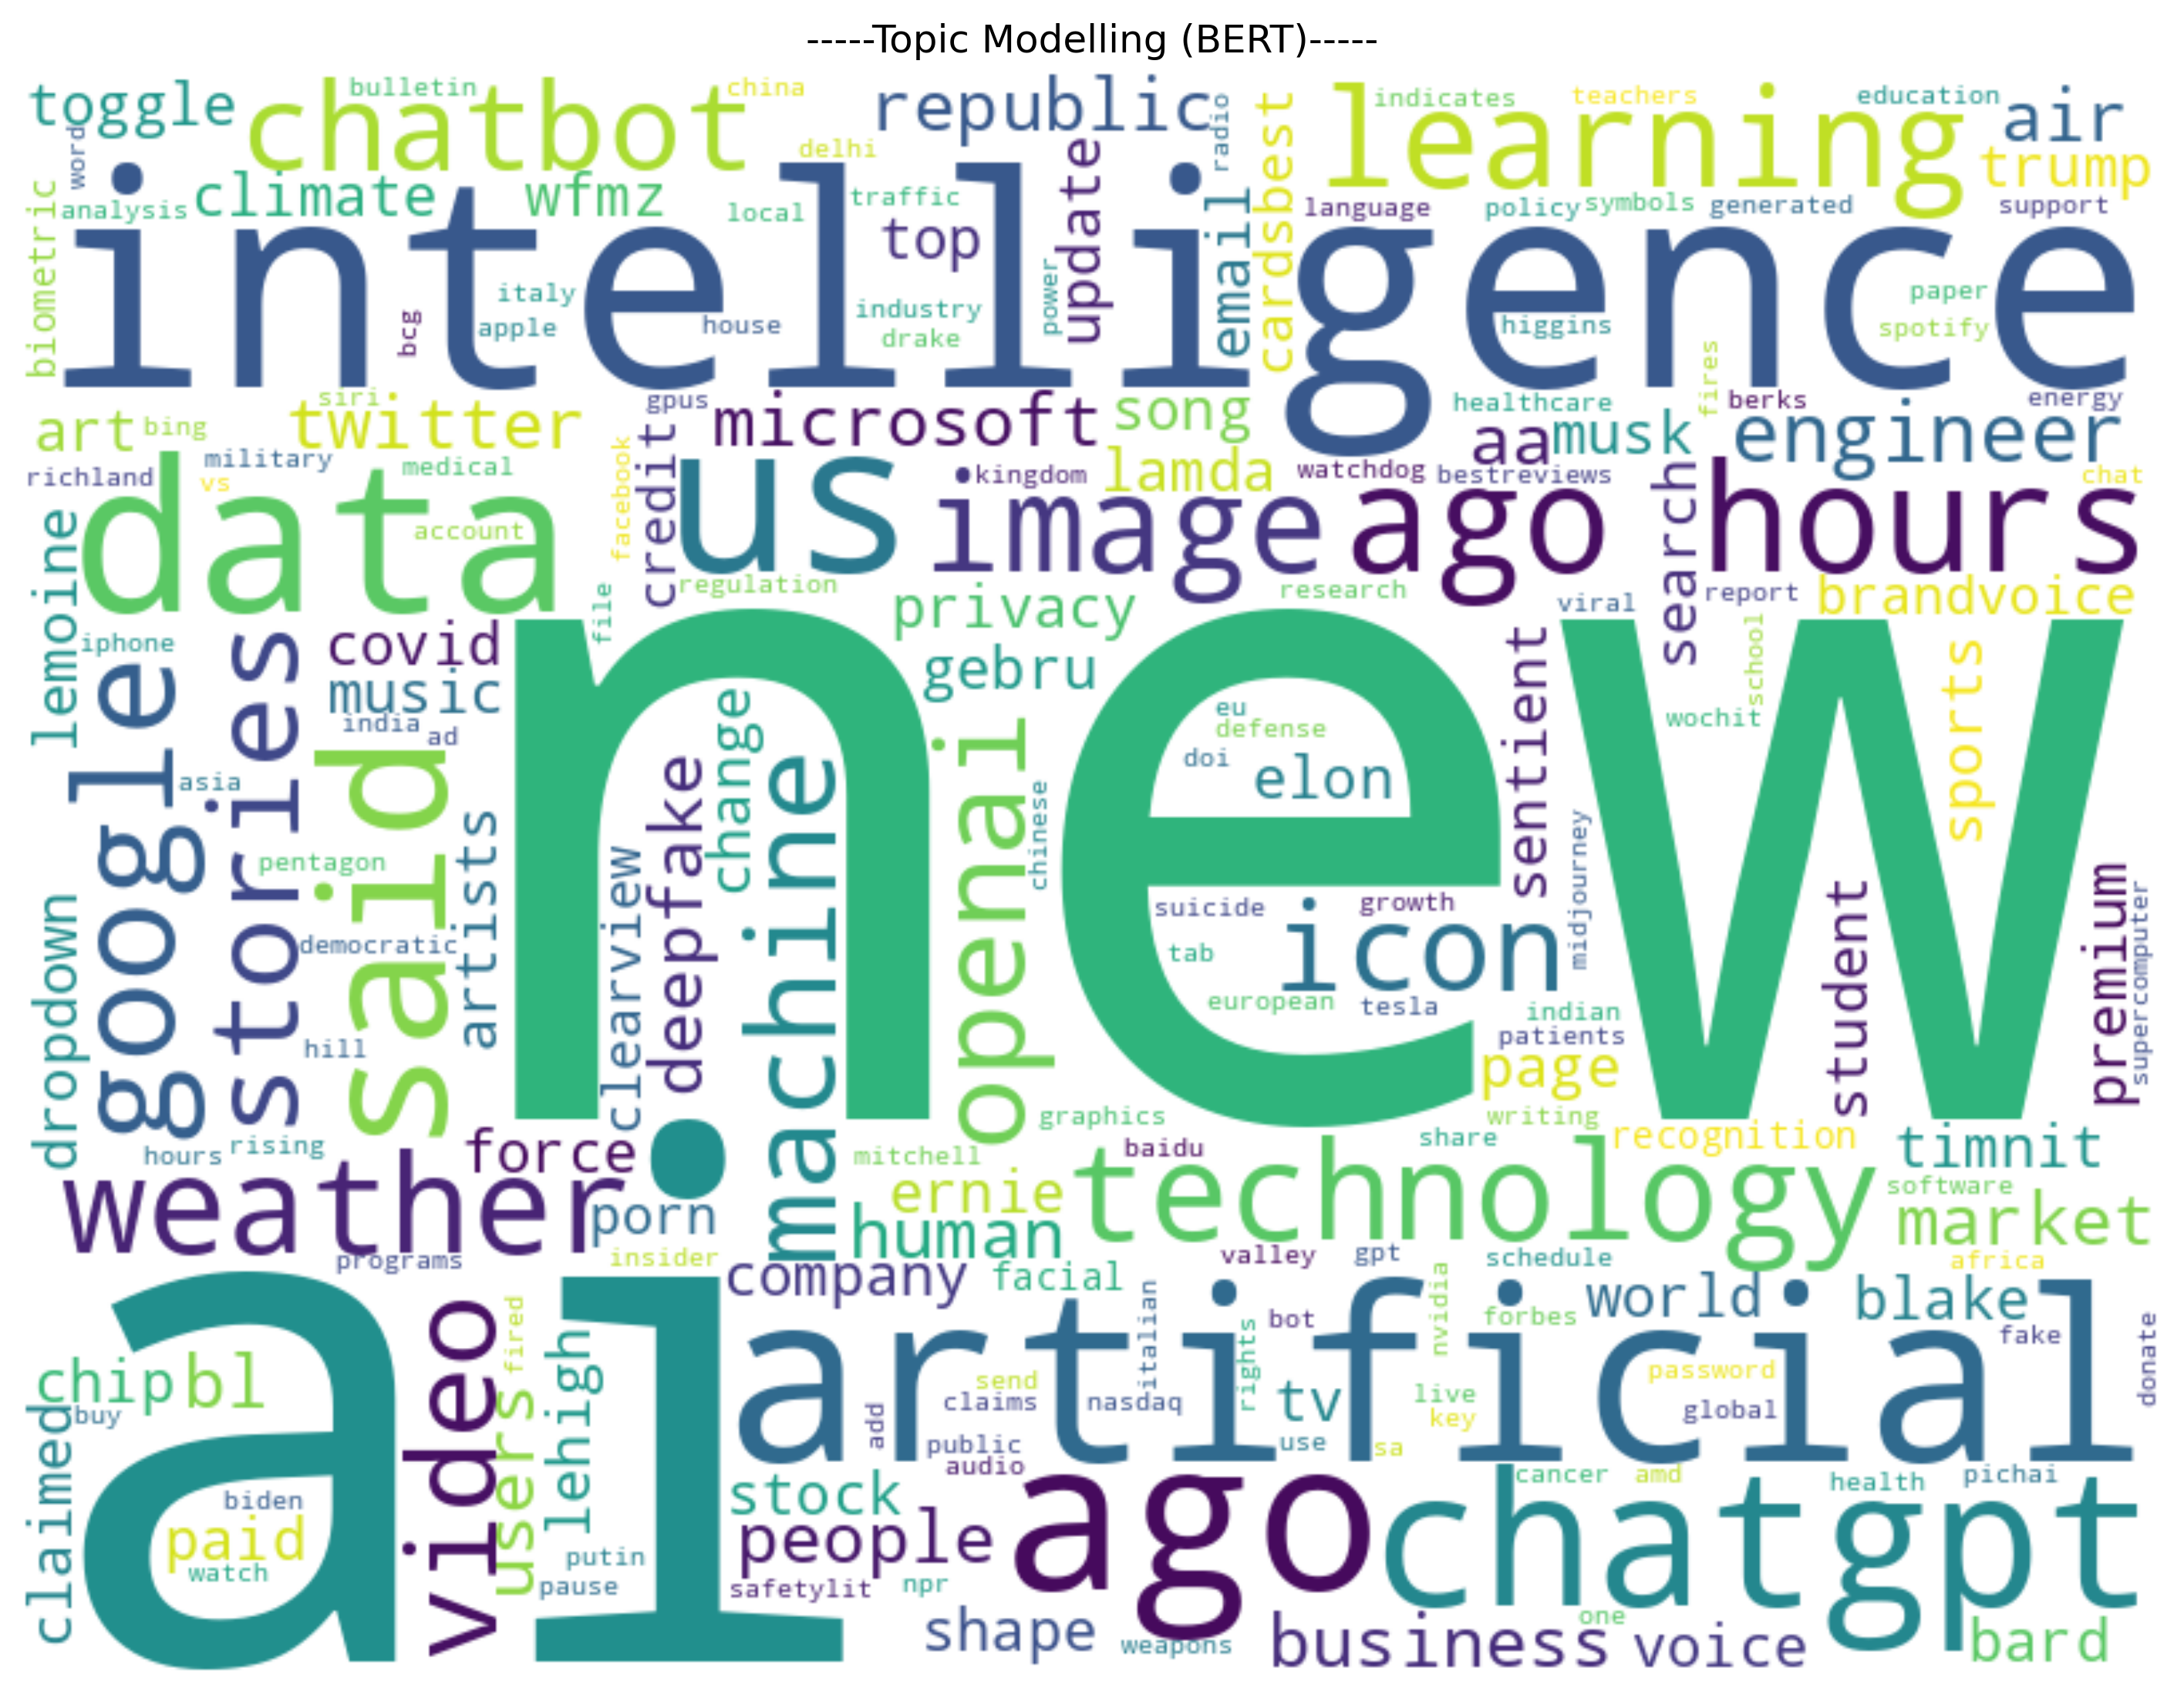 -----Topic Modelling (BERT)-----
toggle
chatbot
bulletin
china
republic
radio
cardsbest
indicates
teachers
education
learning
air
trump
word
delhi
biometric
analysis
climate
wfmz
local
traffic
top
update
email
language
policy
symbols
generated
support
intelligence
bcg
italy
apple
house
industry
drake
power
higgins
paper
spotify
fires
art
bing
siri
twitter
gpus
microsoft
song
healthcare
berks
energy
aa
musk
engineer
richland
military
vs
medical
facebook
credit
us
kingdom
lamda
watchdog
bestreviews
search
chat
data
account
image
ago
hours
lemoine
regulation
research
report
brandvoice
iphone
file
privacy
viral
school
google
stories
covid
music
gebru
sentient
wochit
sports
india
ad
new
change
eu
defense
doi
elon
asia
said
deepfake
machine
openai
chinese
midjourney
pentagon
artists
clearview
suicide
growth
student
premium
supercomputer
dropdown
democratic
tab
icon
european
tesla
indian
patients
hill
page
graphics
writing
hours
rising
force
mitchell
baidu
share
recognition
timnit
weather
porn
ernie
technology
software
market
human
programs
insider
valley
gpt
schedule
africa
ai
company
facial
world
blake
video
fired
lehigh
artificial
italian
bot
nvidia
forbes
fake
donate
chip
bl
users
rights
send
claims
nasdaq
tv
live
key
password
global
claimed
buy
add
public
audio
use
sa
biden
stock
cancer
amd
health
pichai
paid
watch
putin
pause
people
ago
chatgpt
safetylit
npr
shape
weapons
business
one
voice
bard